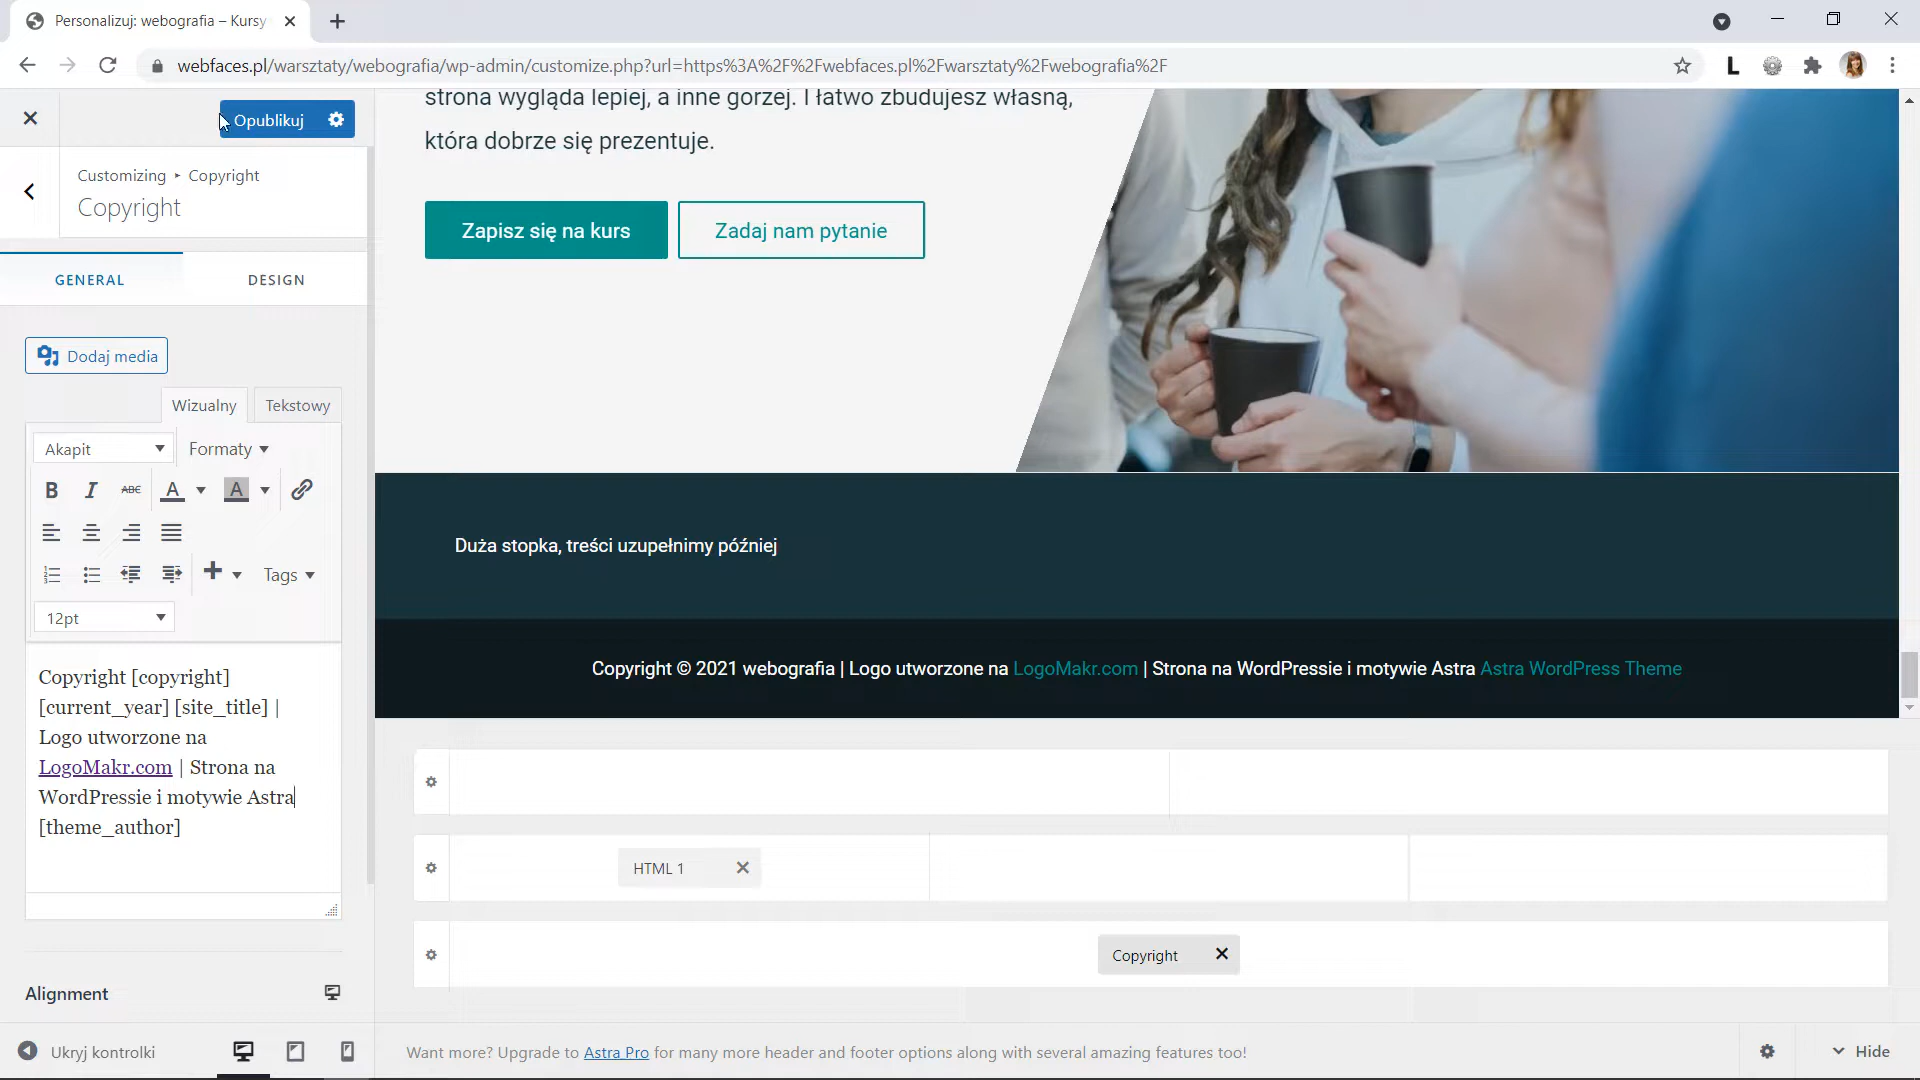 Personalizuj: webografia – Kursy
webfaces.pl/warsztaty/webografia/wp-admin/customize.php?url=https%3A%2F%2Fwebfaces.pl%2Fwarsztaty%2Fwebografia%2F
L
Opublikuj
Customizing ▸ Copyright
Copyright
GENERAL
DESIGN
Dodaj media
Wizualny
Tekstowy
Akapit
Formaty
B I ABC A A
Tags
12pt
Copyright [copyright]
[current_year] [site_title] |
Logo utworzone na
LogoMakr.com | Strona na
WordPressie i motywie Astra
[theme_author]
Alignment
Ukryj kontrolki
strona wygląda lepiej, a inne gorzej. I łatwo zbudujesz własną,
która dobrze się prezentuje.
Zapisz się na kurs
Zadaj nam pytanie
Duża stopka, treści uzupełnimy później
Copyright © 2021 webografia | Logo utworzone na LogoMakr.com | Strona na WordPressie i motywie Astra Astra WordPress Theme
HTML 1
Copyright
Want more? Upgrade to Astra Pro for many more header and footer options along with several amazing features too!
Hide